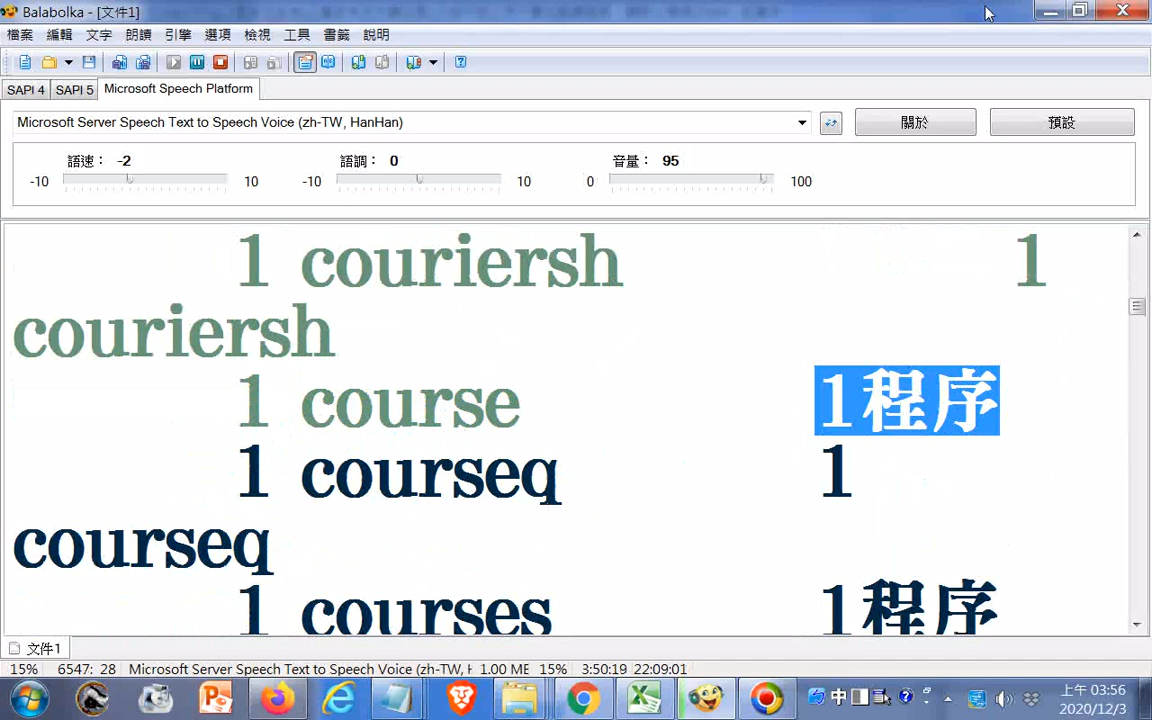 Balabolka - [文件1]
檔案 編輯 文字 朗讀 引擎 選項 檢視 工具 書籤 說明
SAPI 4 SAPI 5 Microsoft Speech Platform
Microsoft Server Speech Text to Speech Voice (zh-TW, HanHan) 關於 預設
語速： -2 語調： 0 音量： 95
-10 10 -10 10 0 100
1 couriersh 1
couriersh
1 course 1程序
1 courseq 1
courseq
1 courses 1程序
文件1
15% 6547: 28 Microsoft Server Speech Text to Speech Voice (zh-TW, H 1.00 ME 15% 3:50:19 22:09:01
中 上午 03:56
2020/12/3